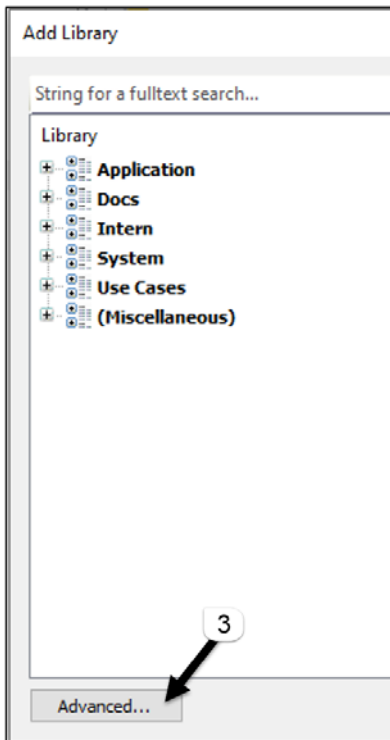 Add Library
String for a fulltext search...
Library
Application
Docs
Intern
System
Use Cases
(Miscellaneous)
3
Advanced...